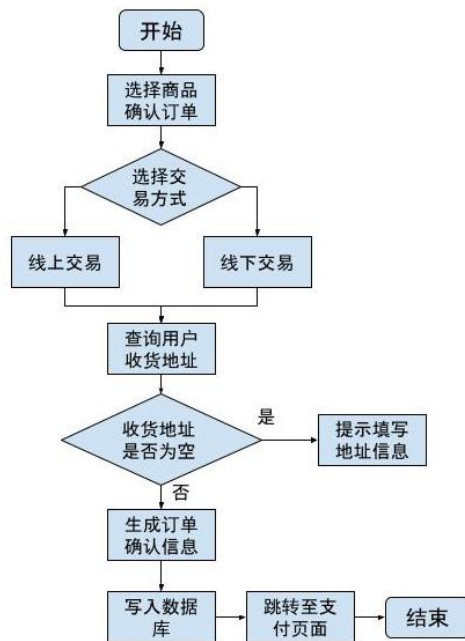 开始
选择商品
确认订单
选择交
易方式
线上交易
线下交易
查询用户
收货地址
收货地址
是否为空
是
提示填写
地址信息
否
生成订单
确认信息
写入数据
库
跳转至支
付页面
结束